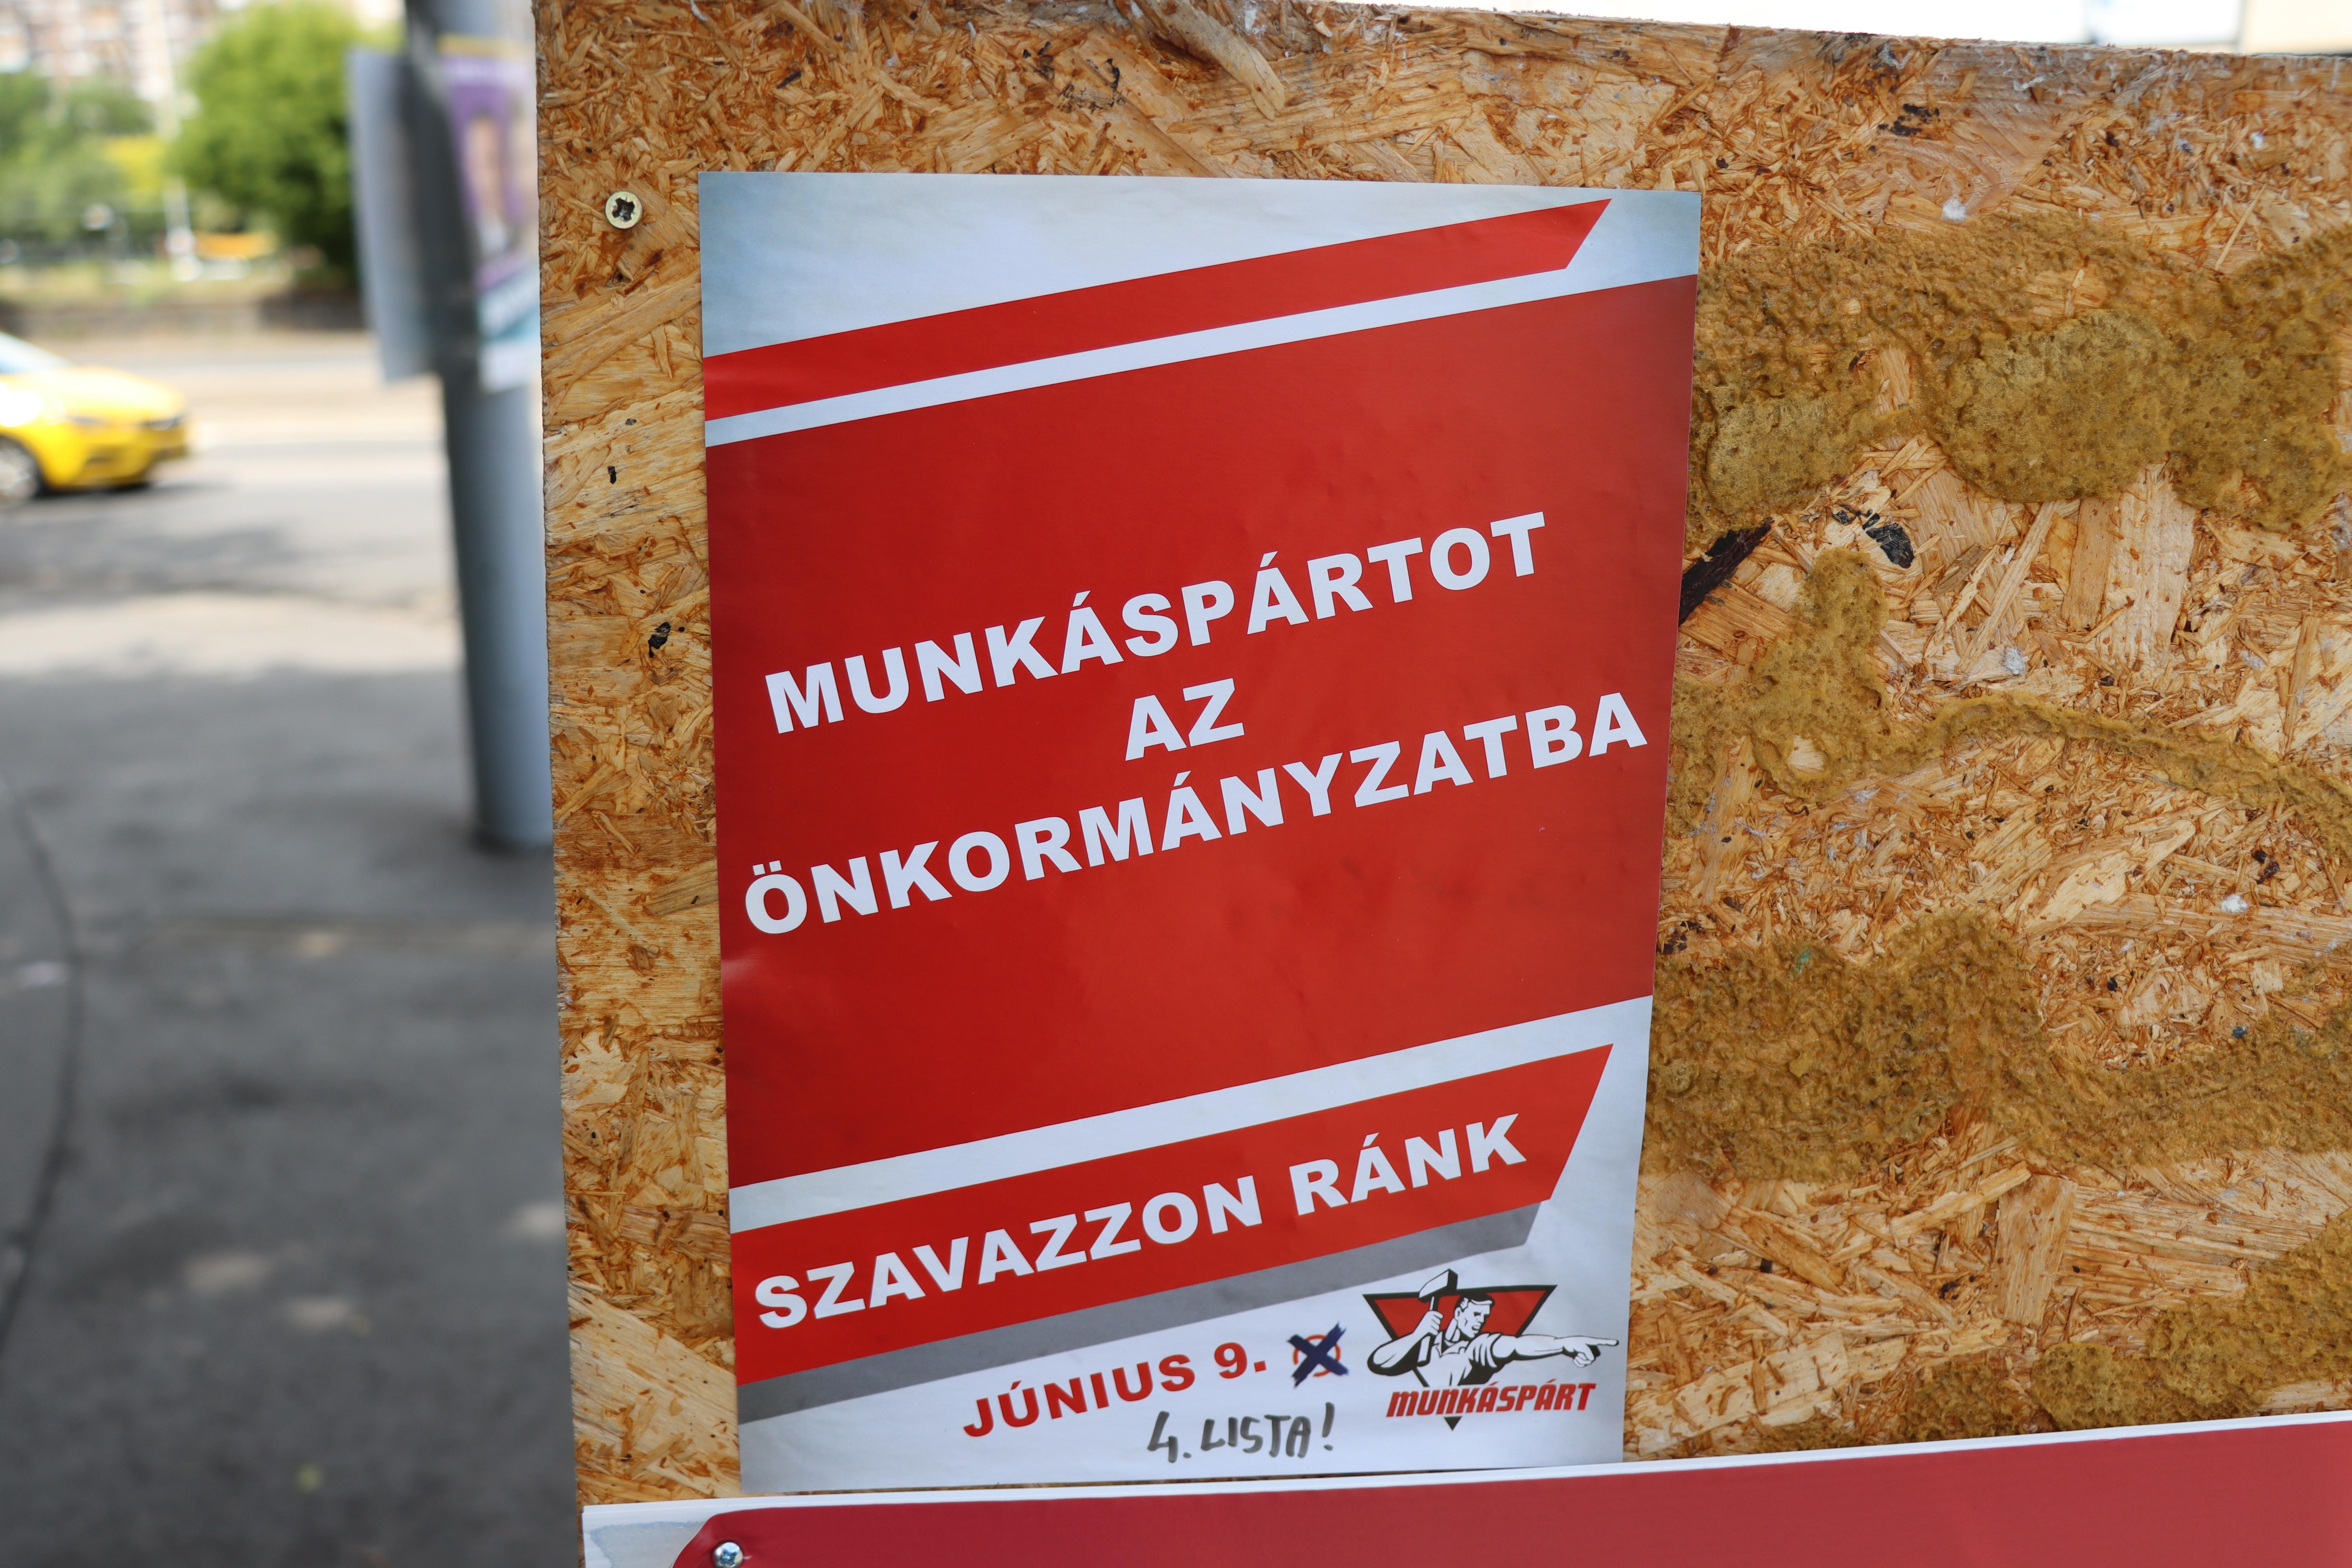 MUNKÁSPÁRTOT
AZ
ÖNKORMÁNYZATBA
SZAVAZZON RÁNK
JÚNIUS 9.
MUNKÁSPÁRT
4. LISTA!